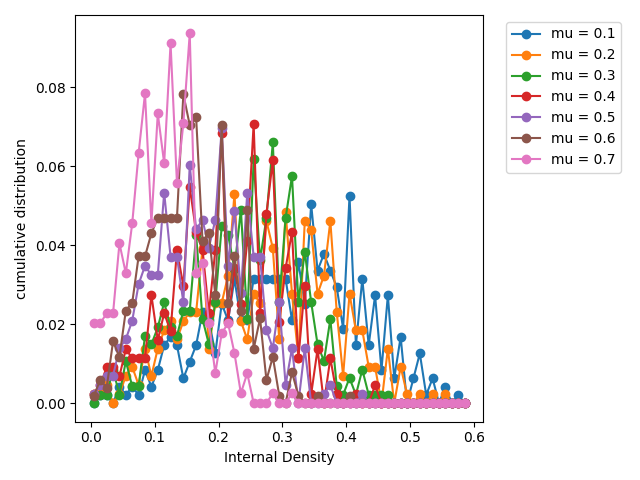 mu = 0.1
mu = 0.2
mu = 0.3
mu = 0.4
mu = 0.5
mu = 0.6
mu = 0.7
cumulative distribution
0.08
0.06
0.04
0.02
0.00
0.0 0.1 0.2 0.3 0.4 0.5 0.6
Internal Density